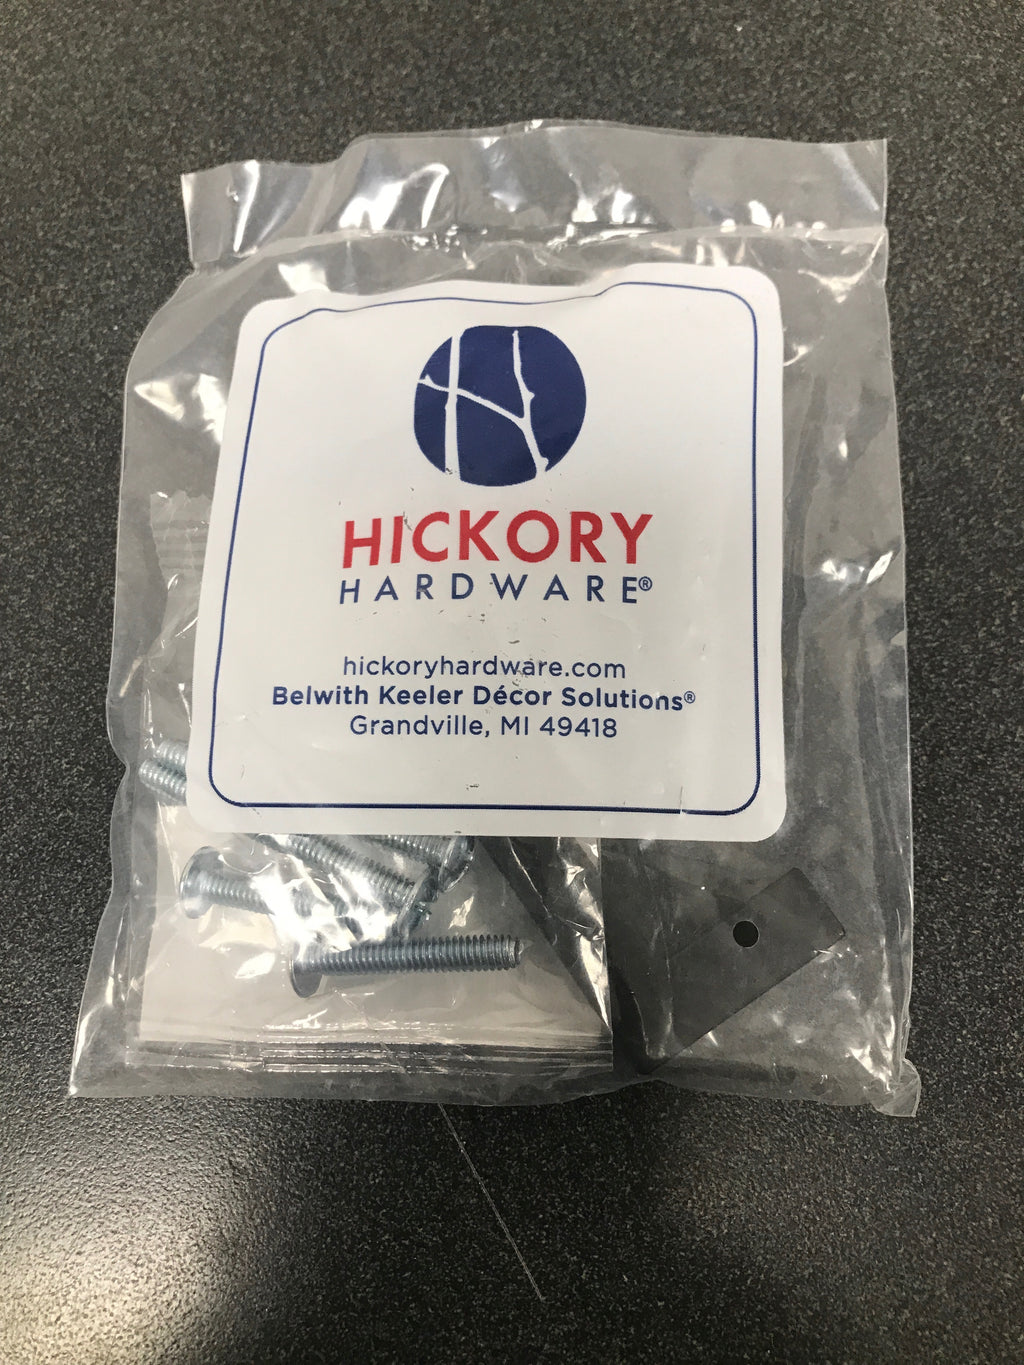 HICKORY
HARDWARE®
hickoryhardware.com
Belwith Keeler Décor Solutions®
Grandville, MI 49418